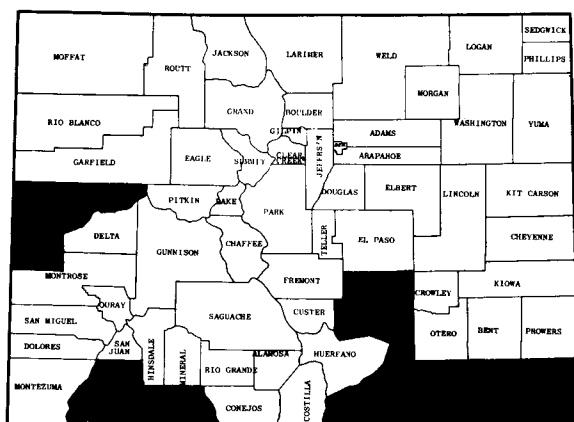 SEDGWICK
LOGAN
JACKSON
LARIMER
WELD
MOFFAT
ROUTT
PHILLIPS
MORGAN
GRAND
BOULDER
RIO BLANCO
WASHINGTON
YUMA
GILPIN
ADAMS
GARFIELD
EAGLE
SUMMIT
CLEAR
CREEK
JEFFRS'N
ARAPAHOE
PITKIN
LAKE
DOUGLAS
ELBERT
LINCOLN
KIT CARSON
PARK
DELTA
GUNNISON
CHAFFEE
TELLER
EL PASO
CHEYENNE
MONTROSE
FREMONT
KIOWA
CROWLEY
OURAY
SAGUACHE
CUSTER
SAN MIGUEL
OTERO
BENT
PROWERS
DOLORES
SAN
JUAN
HINSDALE
MINERAL
RIO GRANDE
ALAMOSA
HUERFANO
MONTEZUMA
CONEJOS
COSTILLA